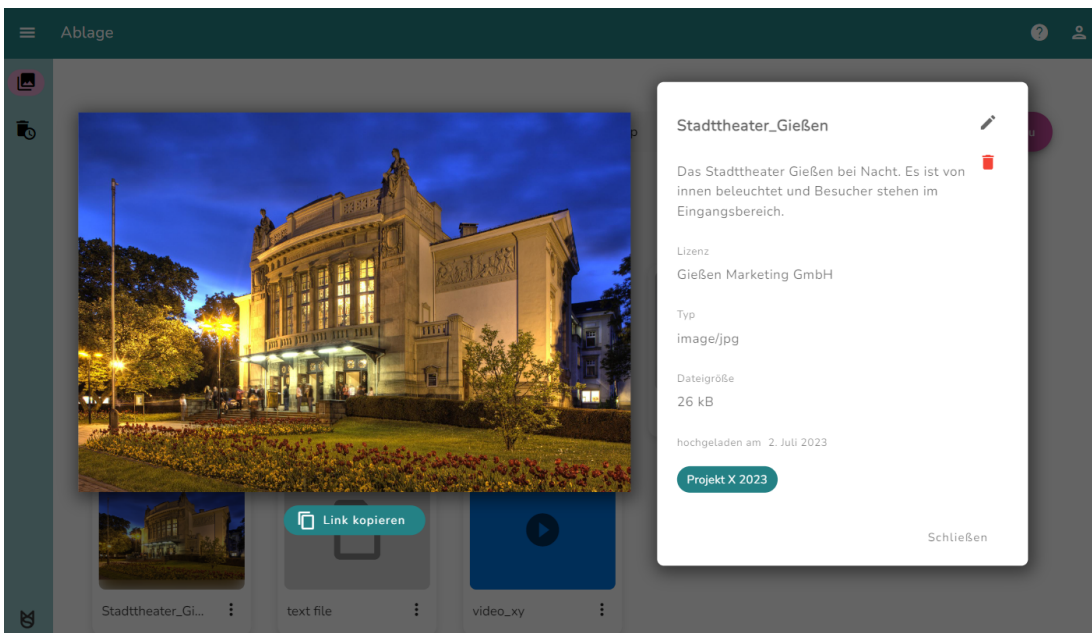 Ablage
Stadttheater_Gießen
Das Stadttheater Gießen bei Nacht. Es ist von
innen beleuchtet und Besucher stehen im
Eingangsbereich.
Lizenz
Gießen Marketing GmbH
Typ
image/jpg
Dateigröße
26 kB
hochgeladen am 2. Juli 2023
Projekt X 2023
Schließen
Link kopieren
Stadttheater_Gi...
text file
video_xy